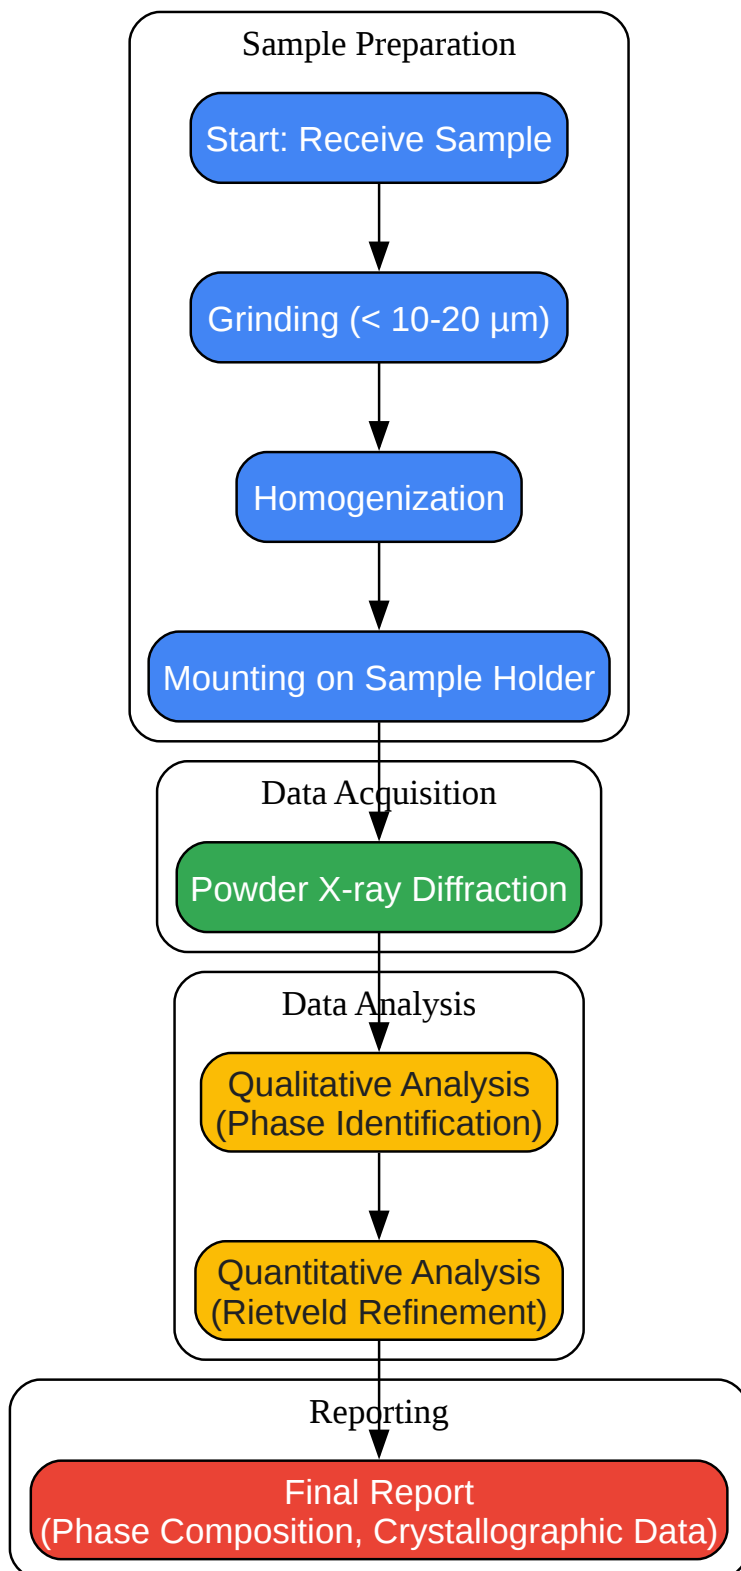 Sample Preparation
Start: Receive Sample
Grinding (< 10-20 µm)
Homogenization
Mounting on Sample Holder
Data Acquisition
Powder X-ray Diffraction
Data Analysis
Qualitative Analysis
(Phase Identification)
Quantitative Analysis
(Rietveld Refinement)
Reporting
Final Report
(Phase Composition, Crystallographic Data)